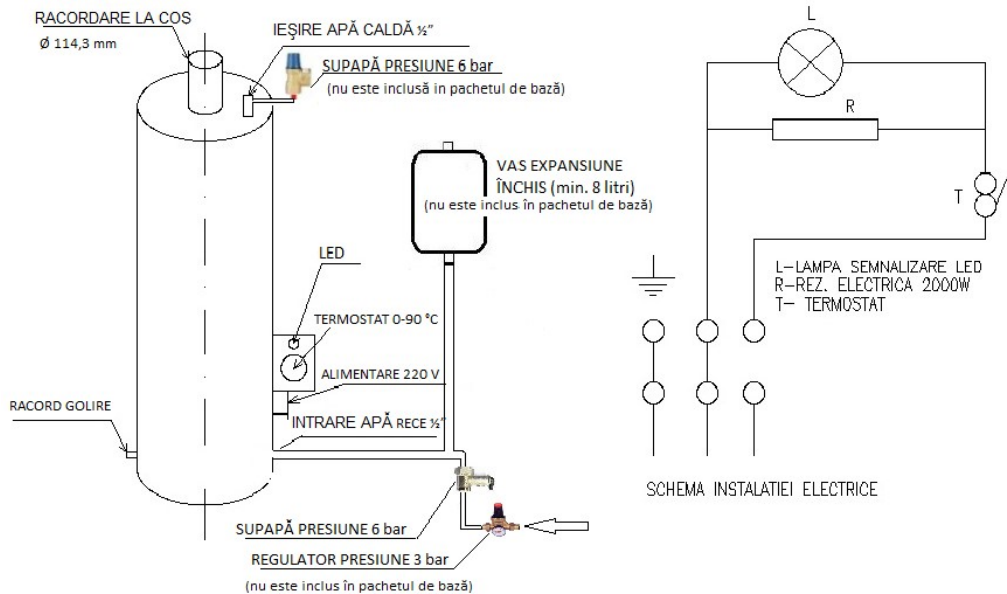 RACORDARE LA COS
Ø 114,3 mm
IEŞIRE APĂ CALDĂ ½"
SUPAPĂ PRESIUNE 6 bar
(nu este inclusă in pachetul de bază)
VAS EXPANSIUNE
ÎNCHIS (min. 8 litri)
(nu este inclus în pachetul de bază)
LED
TERMOSTAT 0-90 °C
ALIMENTARE 220 V
RACORD GOLIRE
INTRARE APĂ RECE ½"
SUPAPĂ PRESIUNE 6 bar
REGULATOR PRESIUNE 3 bar
(nu este inclus în pachetul de bază)
L
R
T
L-LAMPA SEMNALIZARE LED
R-REZ. ELECTRICA 2000W
T- TERMOSTAT
SCHEMA INSTALATIEI ELECTRICE